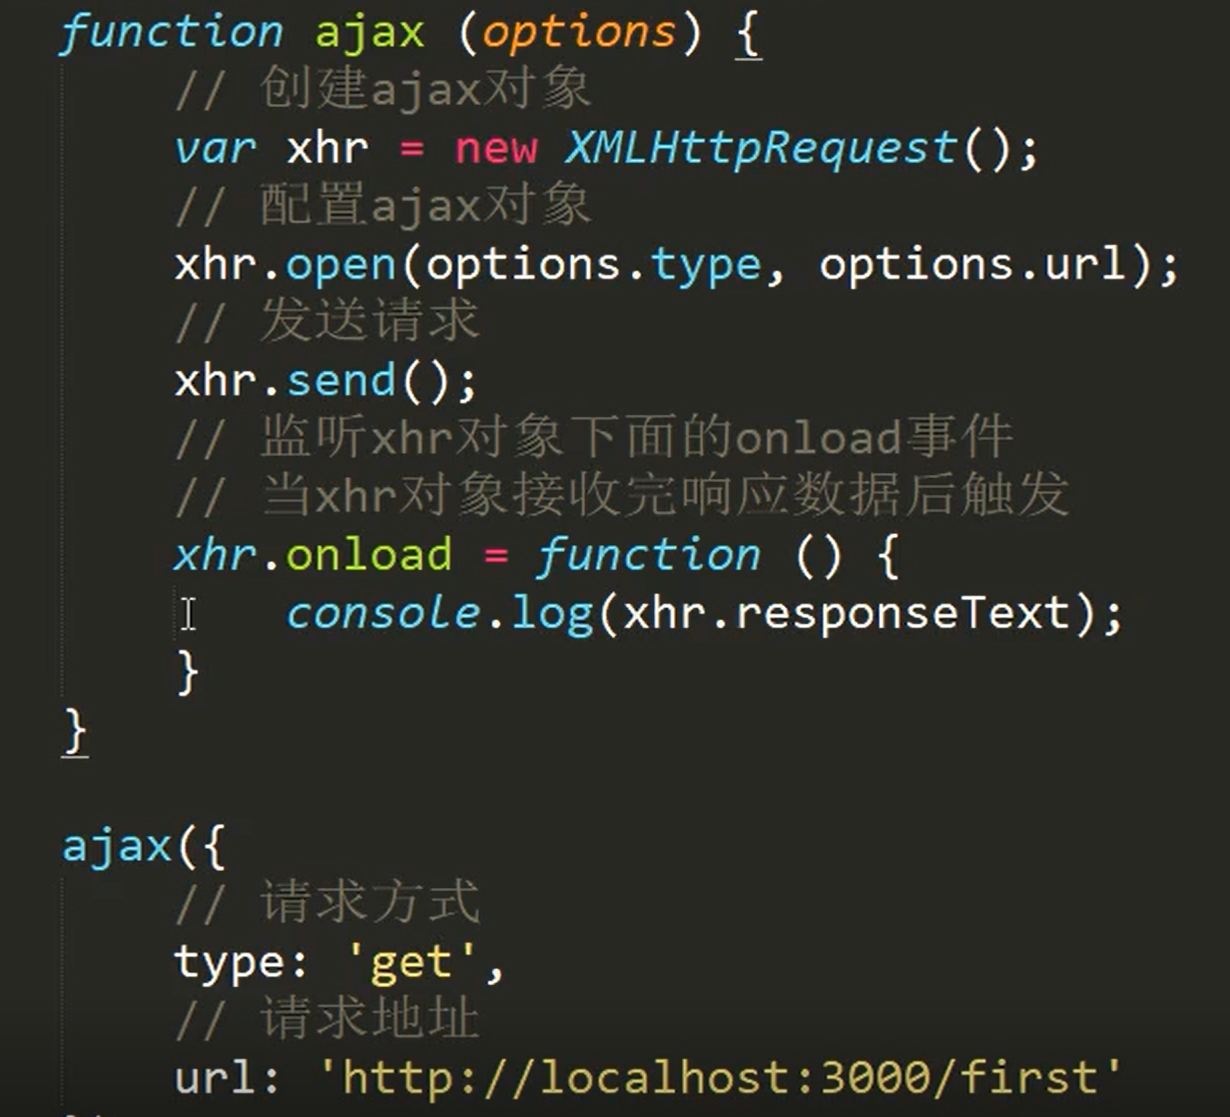 function ajax (options) {
// 创建ajax对象
var xhr = new XMLHttpRequest();
// 配置ajax对象
xhr.open(options.type, options.url);
// 发送请求
xhr.send();
// 监听xhr对象下面的onload事件
// 当xhr对象接收完响应数据后触发
xhr.onload = function () {
console.log(xhr.responseText);
}
}
ajax({
// 请求方式
type: 'get',
// 请求地址
url: 'http://localhost:3000/first'